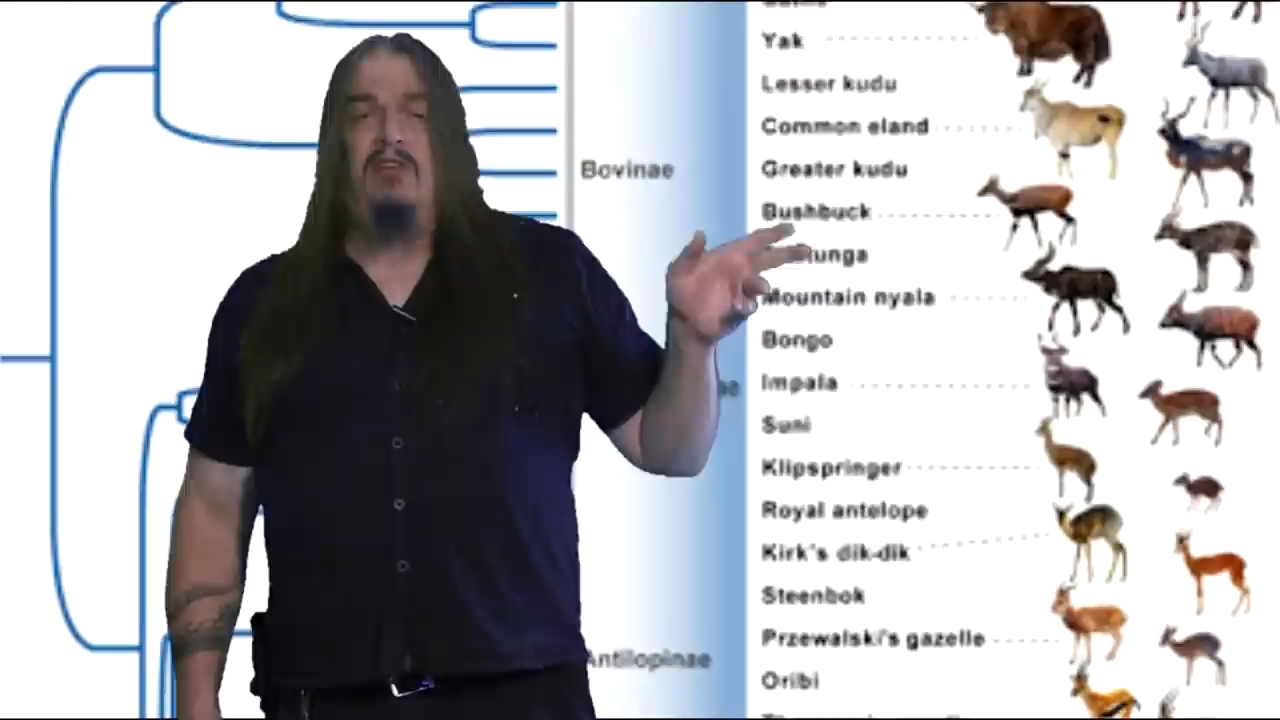 Yak
Lesser kudu
Common eland
Bovinae
Greater kudu
Bushbuck
Mountain nyala
Bongo
Impala
Suni
Klipspringer
Royal antelope
Kirk's dik-dik
Steenbok
Przewalski's gazelle
Antilopinae
Oribi